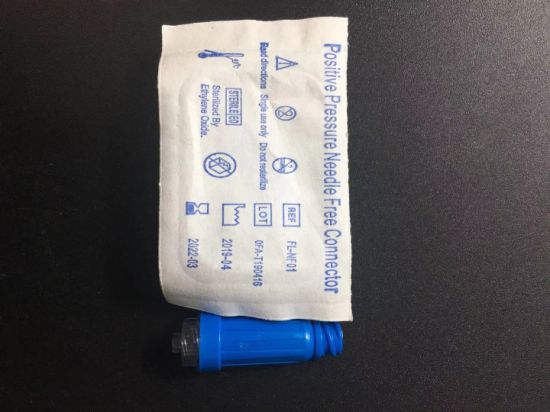 Positive Pressure Needle Free Connector
Read directions Single use only Do not resterilize
STERILE EO
Sterilized By
Ethylene Oxide.
REF FL-NF01
LOT 0FA-T190416
2019-04
2022-03